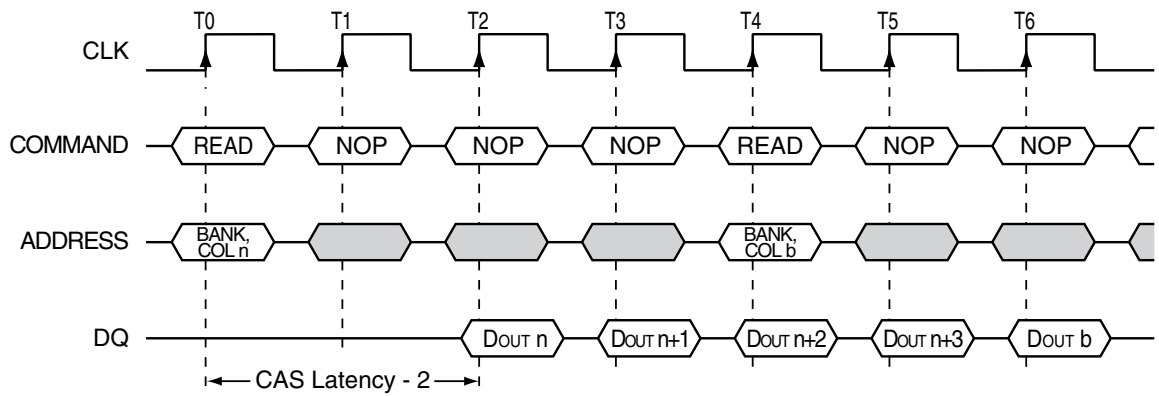 T0 T1 T2 T3 T4 T5 T6
CLK
COMMAND READ NOP NOP NOP READ NOP NOP
ADDRESS BANK, COL n BANK, COL b
DQ DOUT n DOUT n+1 DOUT n+2 DOUT n+3 DOUT b
CAS Latency - 2